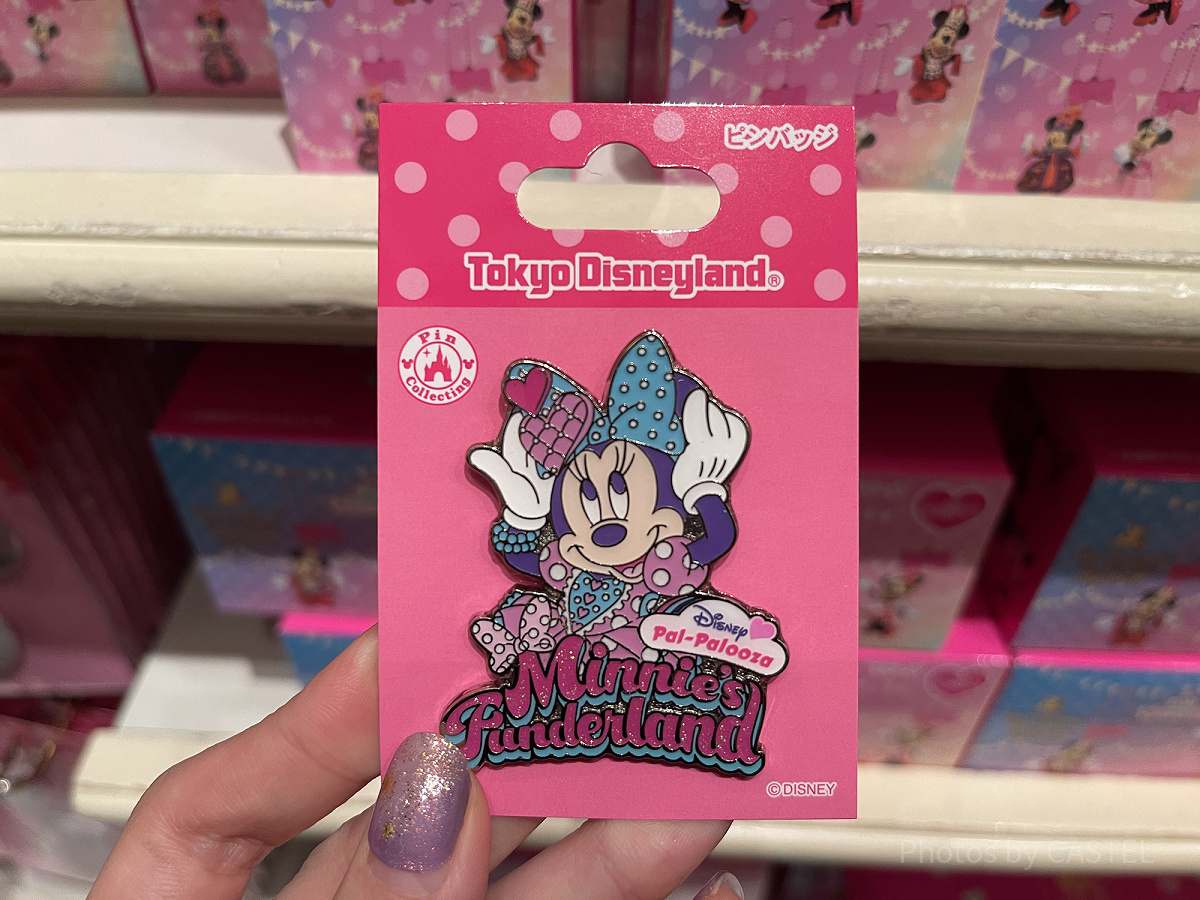 ピンバッジ
Tokyo Disneyland®
Pin
Collecting
Disney
Pal-Palooza
Minnie's
Funderland
©DISNEY
Photos by CASTEL